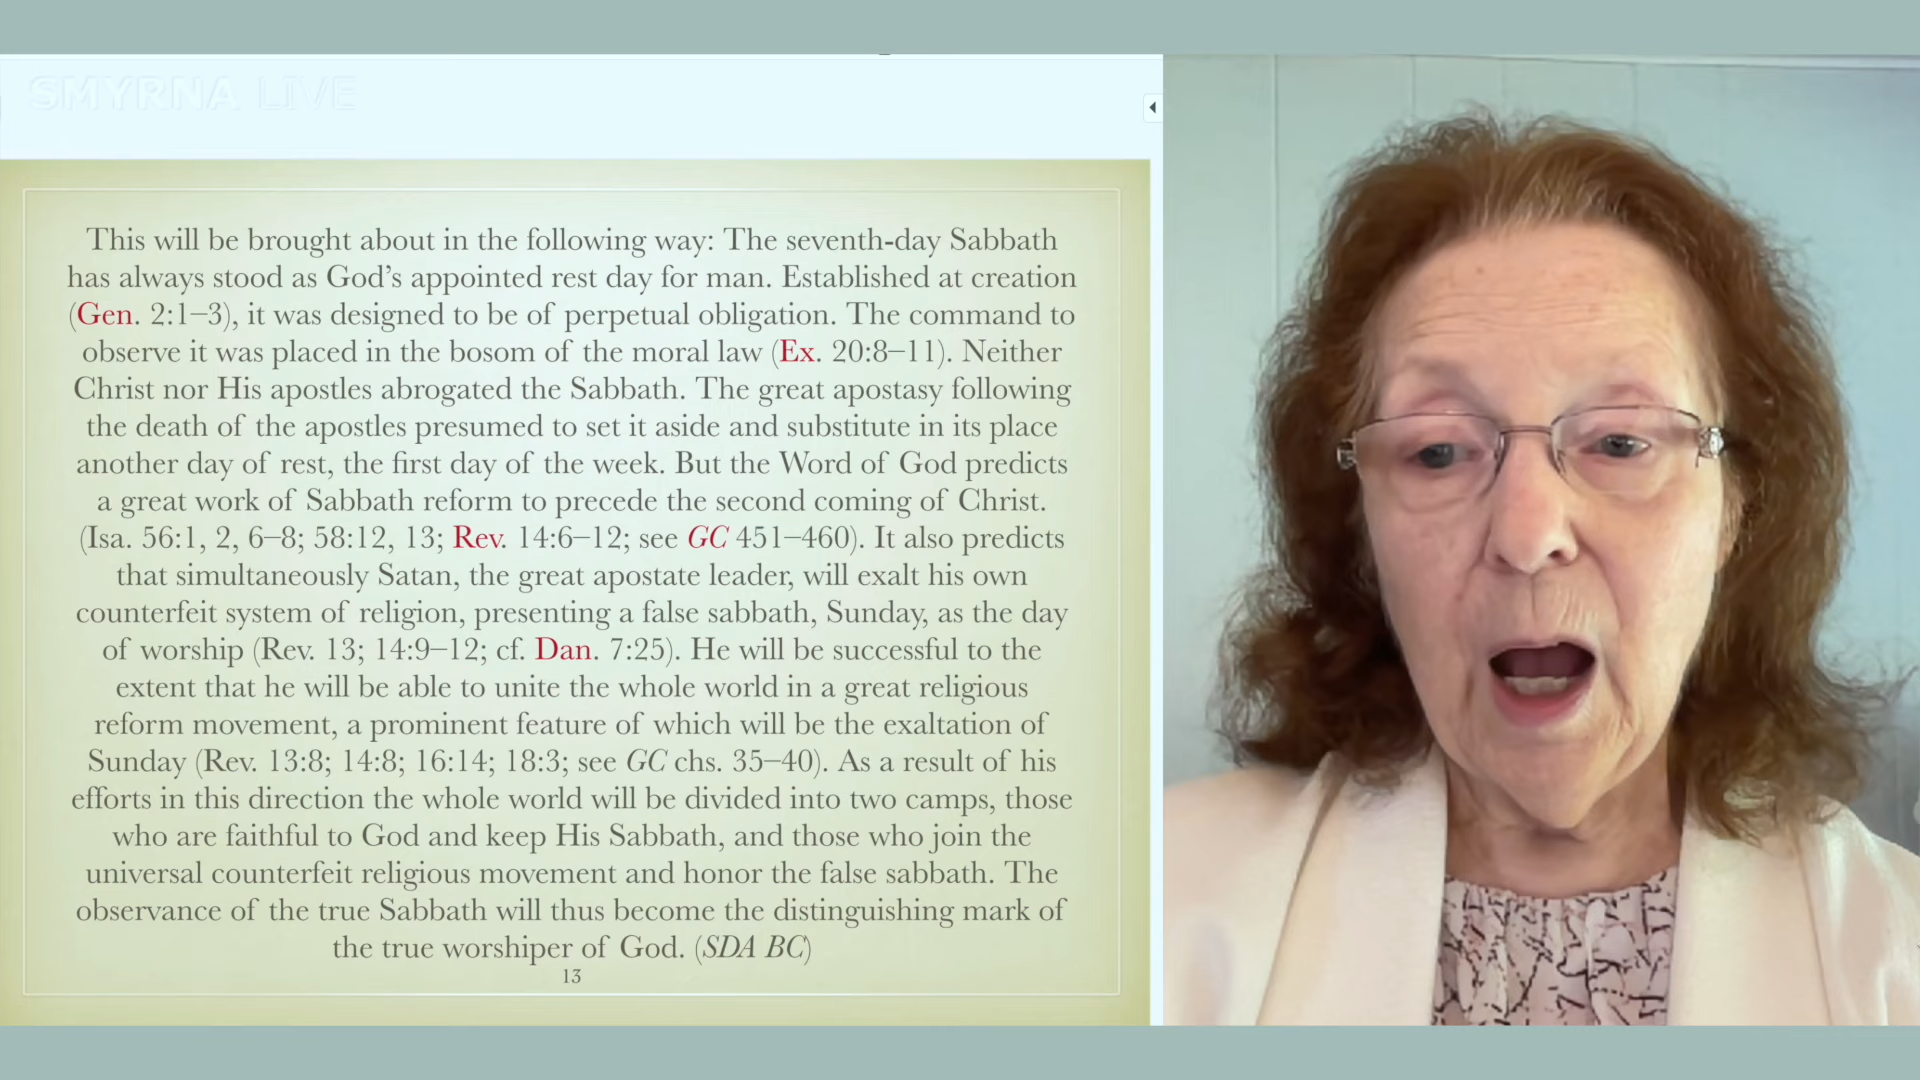 SMYRNA LIVE
This will be brought about in the following way: The seventh-day Sabbath
has always stood as God's appointed rest day for man. Established at creation
(Gen. 2:1–3), it was designed to be of perpetual obligation. The command to
observe it was placed in the bosom of the moral law (Ex. 20:8–11). Neither
Christ nor His apostles abrogated the Sabbath. The great apostasy following
the death of the apostles presumed to set it aside and substitute in its place
another day of rest, the first day of the week. But the Word of God predicts
a great work of Sabbath reform to precede the second coming of Christ.
(Isa. 56:1, 2, 6–8; 58:12, 13; Rev. 14:6–12; see GC 451–460). It also predicts
that simultaneously Satan, the great apostate leader, will exalt his own
counterfeit system of religion, presenting a false sabbath, Sunday, as the day
of worship (Rev. 13; 14:9–12; cf. Dan. 7:25). He will be successful to the
extent that he will be able to unite the whole world in a great religious
reform movement, a prominent feature of which will be the exaltation of
Sunday (Rev. 13:8; 14:8; 16:14; 18:3; see GC chs. 35–40). As a result of his
efforts in this direction the whole world will be divided into two camps, those
who are faithful to God and keep His Sabbath, and those who join the
universal counterfeit religious movement and honor the false sabbath. The
observance of the true Sabbath will thus become the distinguishing mark of
the true worshiper of God. (SDA BC)
13